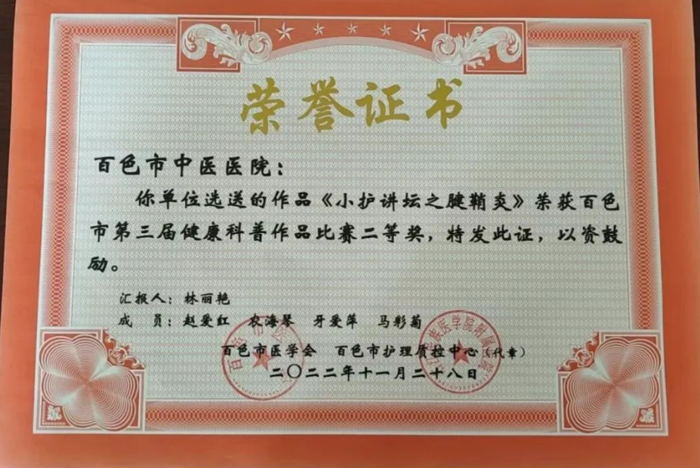 荣誉证书
百色市中医医院：
你单位选送的作品《小护讲坛之腱鞘炎》荣获百色
市第三届健康科普作品比赛二等奖，特发此证，以资鼓
励。
汇报人：林丽艳
成 员：赵爱红 农海琴 牙爱萍 马彩菊
百色市医学会 百色市护理质控中心（代章）
二〇二二年十一月二十八日